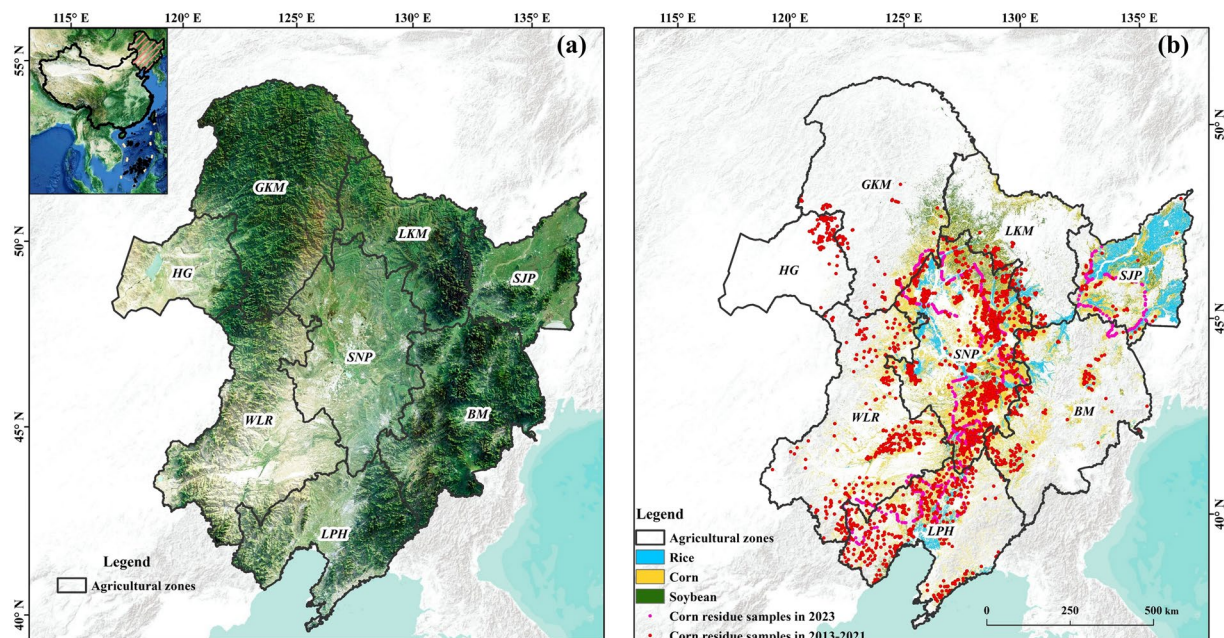 115° E 120° E 125° E 130° E 135° E
(a)
55° N
50° N
45° N
40° N
GKM
LKM
HG
SJP
SNP
WLR
BM
LPH
Legend
Agricultural zones
115° E 120° E 125° E 130° E 135° E
(b)
50° N
45° N
40° N
GKM
LKM
HG
SJP
SNP
WLR
BM
LPH
Legend
Agricultural zones
Rice
Corn
Soybean
Corn residue samples in 2023
Corn residue samples in 2013-2021
0 250 500 km